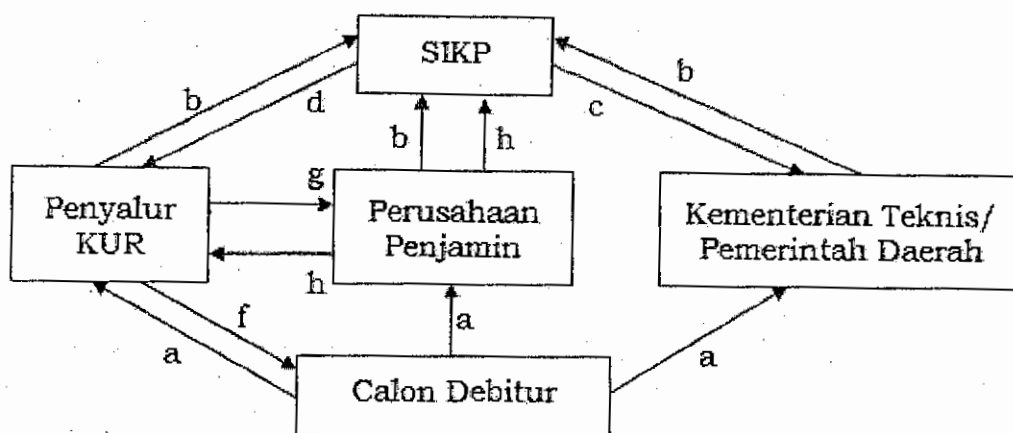 SIKP
b
b
d
c
b
h
g
Penyalur
KUR
Perusahaan
Penjamin
Kementerian Teknis/
Pemerintah Daerah
h
f
a
a
a
Calon Debitur